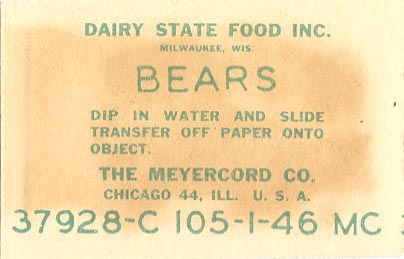 DAIRY STATE FOOD INC.
MILWAUKEE, WIS.
BEARS
DIP IN WATER AND SLIDE
TRANSFER OFF PAPER ONTO
OBJECT.
THE MEYERCORD CO.
CHICAGO 44, ILL. U. S. A.
37928-C 105-1-46 MC